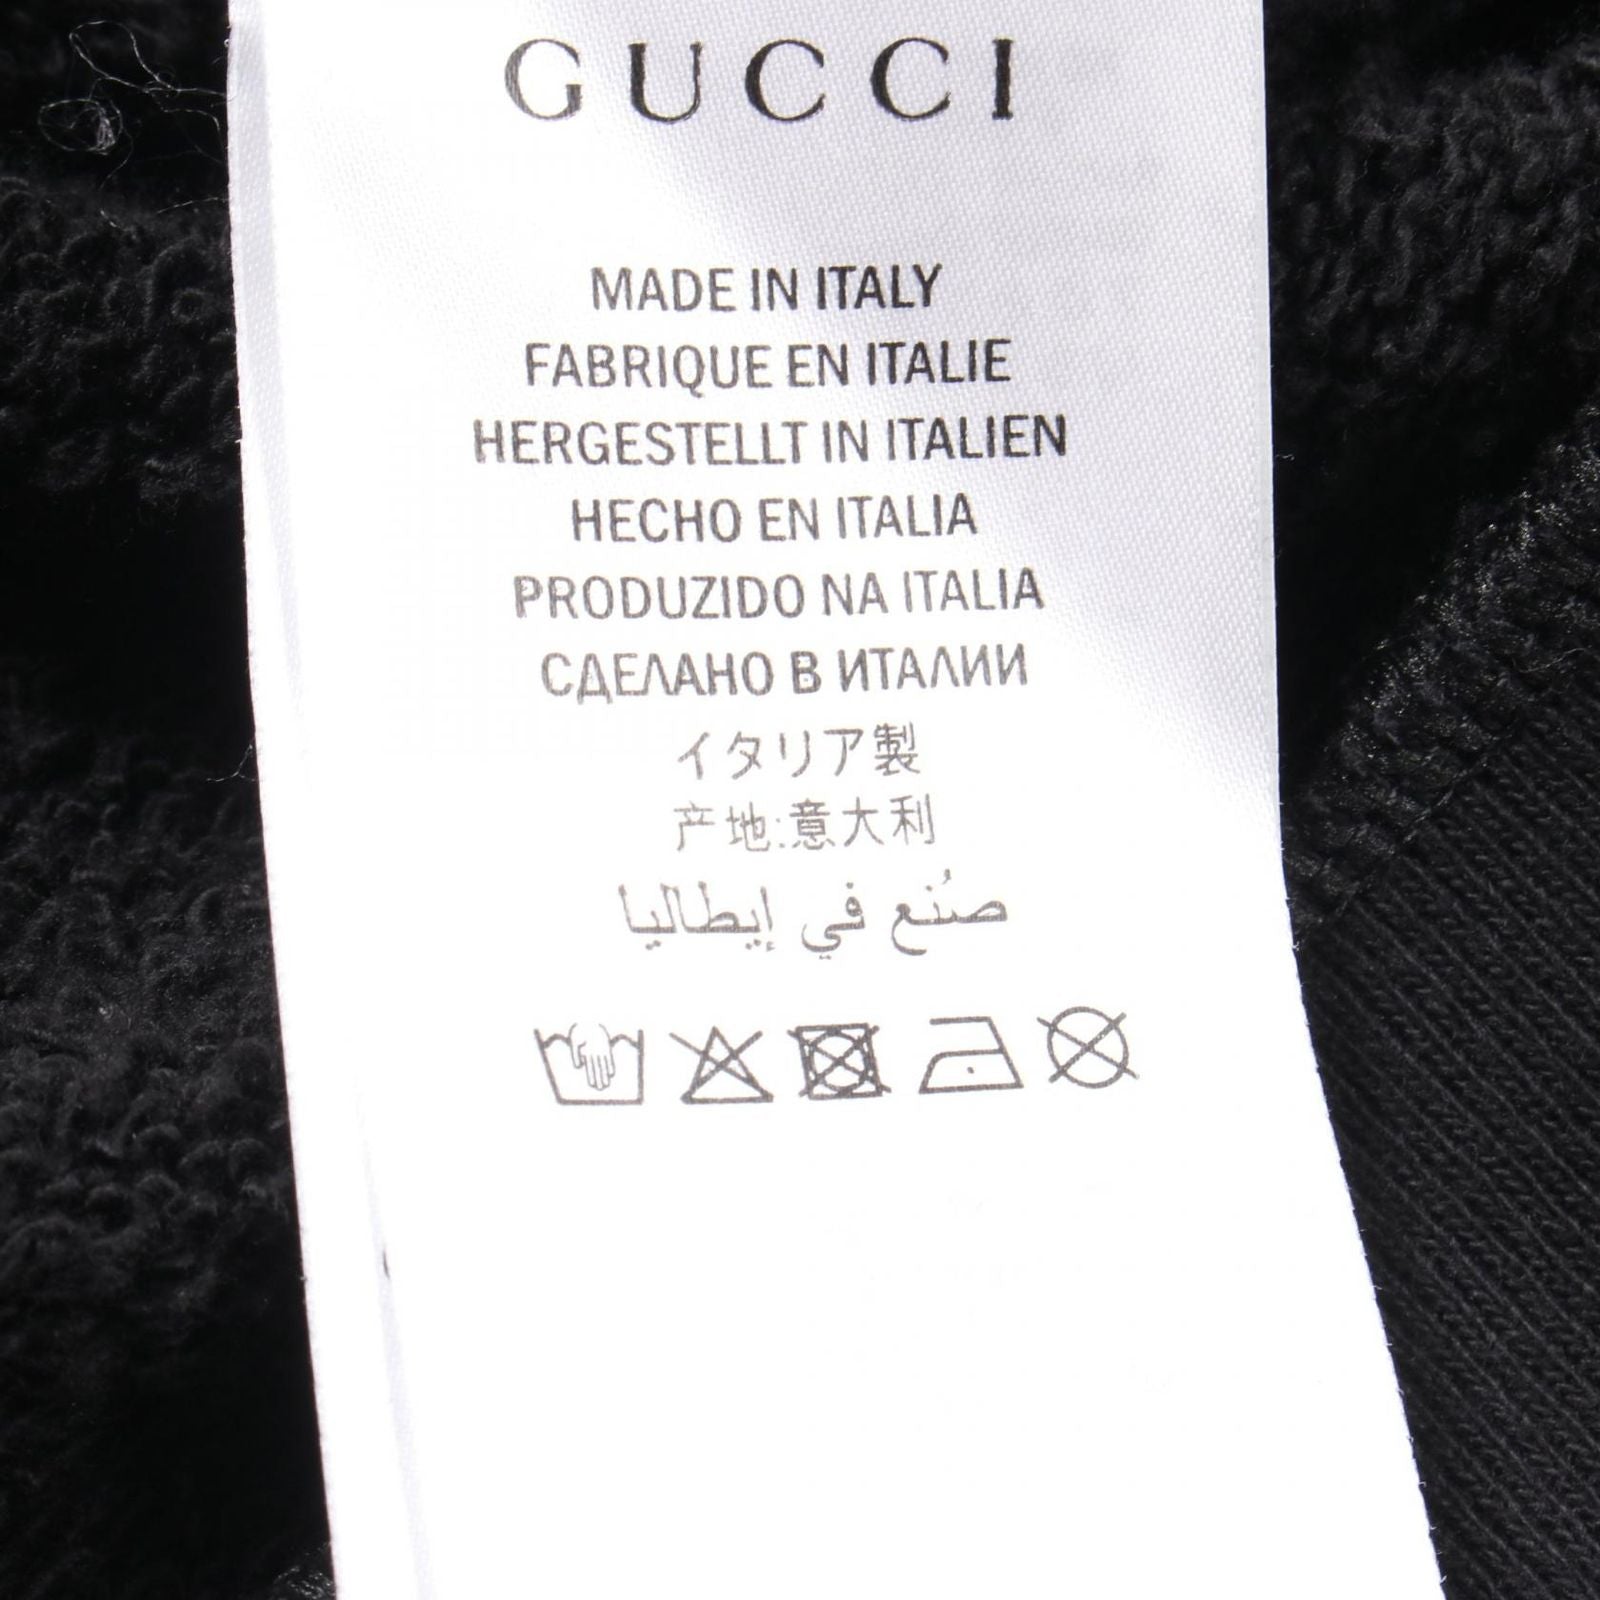 GUCCI
MADE IN ITALY
FABRIQUE EN ITALIE
HERGESTELLT IN ITALIEN
HECHO EN ITALIA
PRODUZIDO NA ITALIA
СДЕЛАНО В ИТАЛИИ
イタリア製
产地:意大利
صُنع في إيطاليا